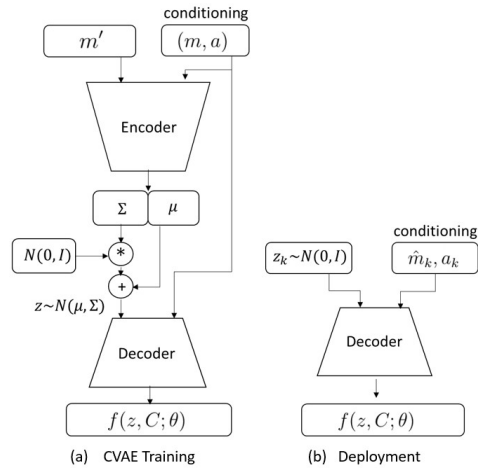 conditioning
m′
(m, a)
Encoder
Σ
μ
N(0, I)
*
+
z~N(μ, Σ)
Decoder
f(z, C; θ)
(a) CVAE Training
conditioning
z_k~N(0, I)
m̂_k, a_k
Decoder
f(z, C; θ)
(b) Deployment